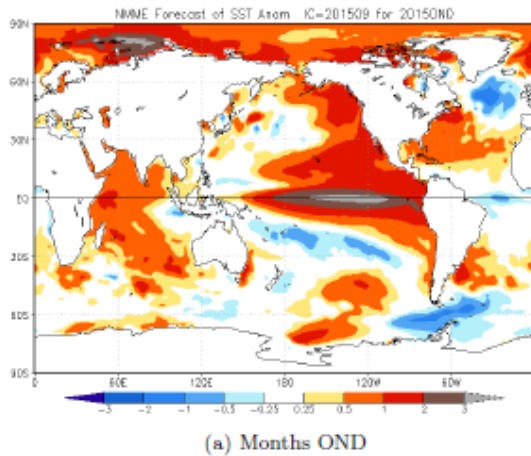 NMME Forecast of SST Anom IC=201509 for 2015OND
90N
60N
30N
EQ
30S
60S
90S
0 60E 120E 180 120W 60W
-3 -2 -1 -0.5 -0.25 0.25 0.5 1 2 3
(a) Months OND